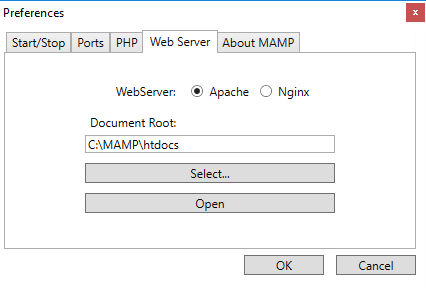 Preferences
x
Start/Stop Ports PHP Web Server About MAMP
WebServer: Apache Nginx
Document Root:
C:\MAMP\htdocs
Select...
Open
OK Cancel